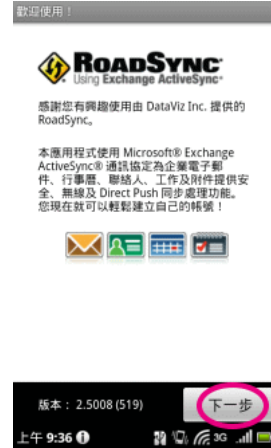 歡迎使用！
ROADSYNC
Using Exchange ActiveSync®
感謝您有興趣使用由 DataViz Inc. 提供的
RoadSync。
本應用程式使用 Microsoft® Exchange
ActiveSync® 通訊協定為企業電子郵
件、行事曆、聯絡人、工作及附件提供安
全、無線及 Direct Push 同步處理功能。
您現在就可以輕鬆建立自己的帳號！
版本： 2.5008 (519)
下一步
上午 9:36
3G